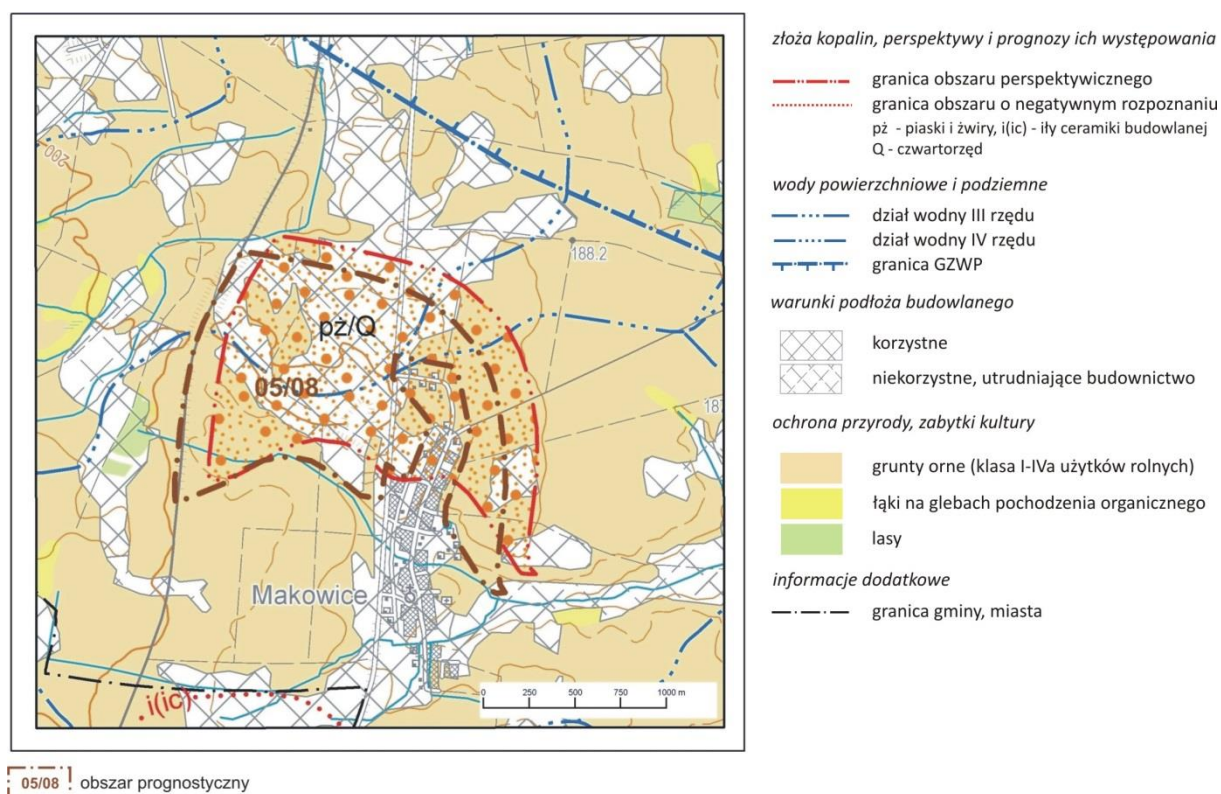 200
188.2
pż/Q
05/08
187
Makowice
i(ic)
0 250 500 750 1000 m
złoża kopalin, perspektywy i prognozy ich występowania
granica obszaru perspektywicznego
granica obszaru o negatywnym rozpoznaniu
pż - piaski i żwiry, i(ic) - iły ceramiki budowlanej
Q - czwartorzęd
wody powierzchniowe i podziemne
dział wodny III rzędu
dział wodny IV rzędu
granica GZWP
warunki podłoża budowlanego
korzystne
niekorzystne, utrudniające budownictwo
ochrona przyrody, zabytki kultury
grunty orne (klasa I-IVa użytków rolnych)
łąki na glebach pochodzenia organicznego
lasy
informacje dodatkowe
granica gminy, miasta
05/08 obszar prognostyczny